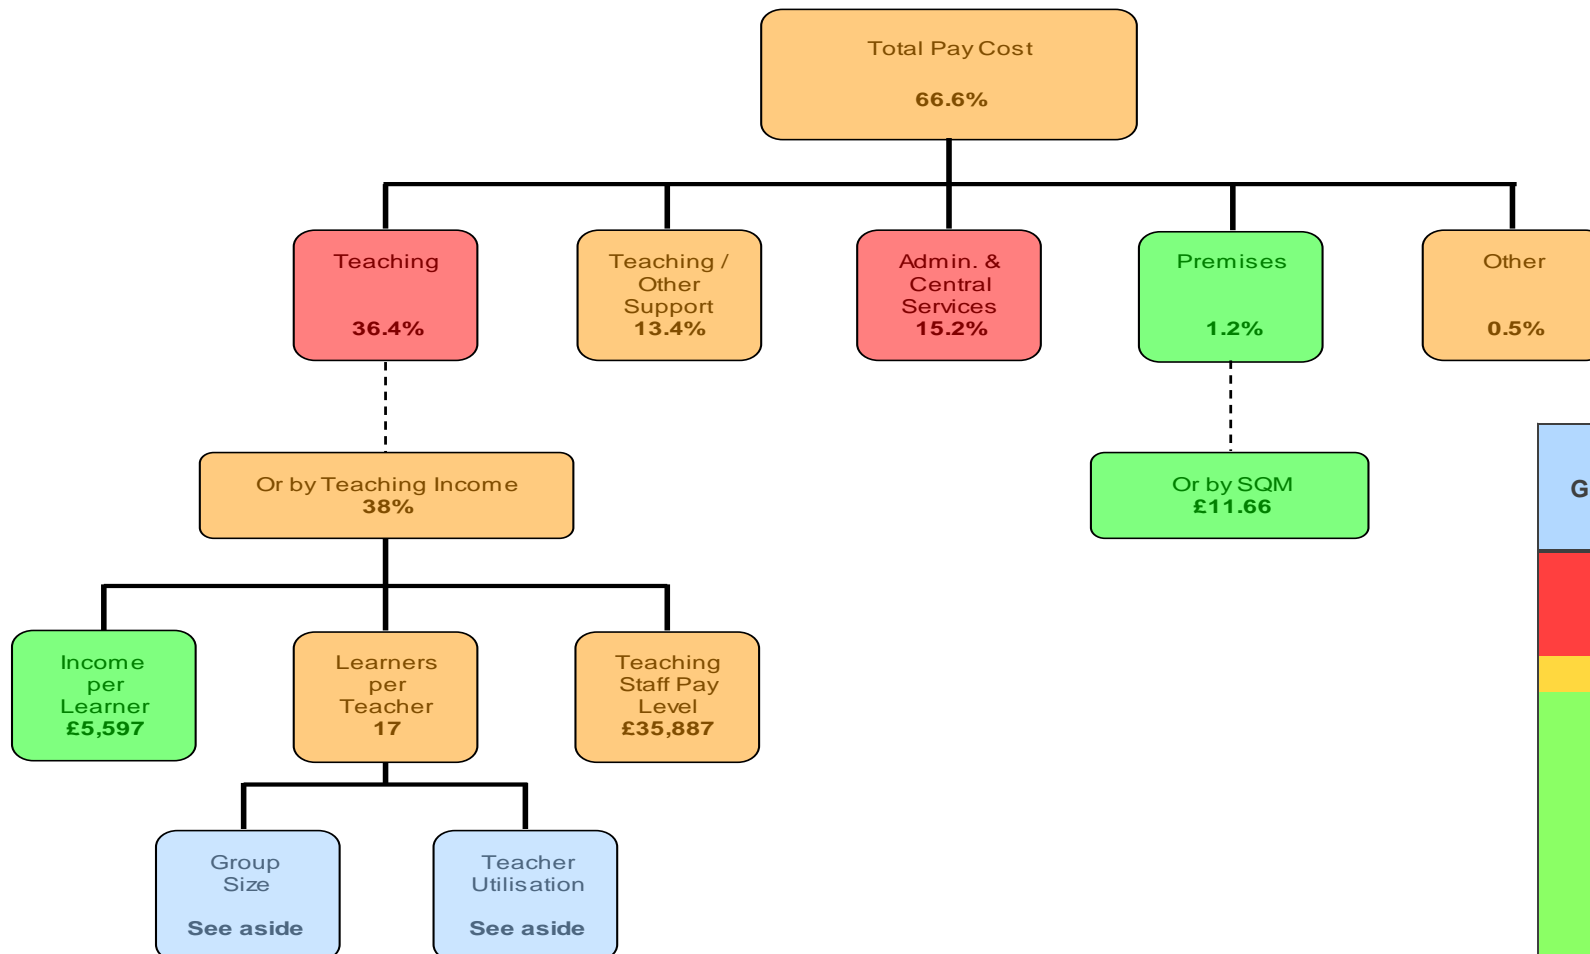 Total Pay Cost
66.6%
Teaching
36.4%
Teaching /
Other
Support
13.4%
Admin. &
Central
Services
15.2%
Premises
1.2%
Other
0.5%
Or by Teaching Income
38%
Or by SQM
£11.66
G
Income
per
Learner
£5,597
Learners
per
Teacher
17
Teaching
Staff Pay
Level
£35,887
Group
Size
See aside
Teacher
Utilisation
See aside